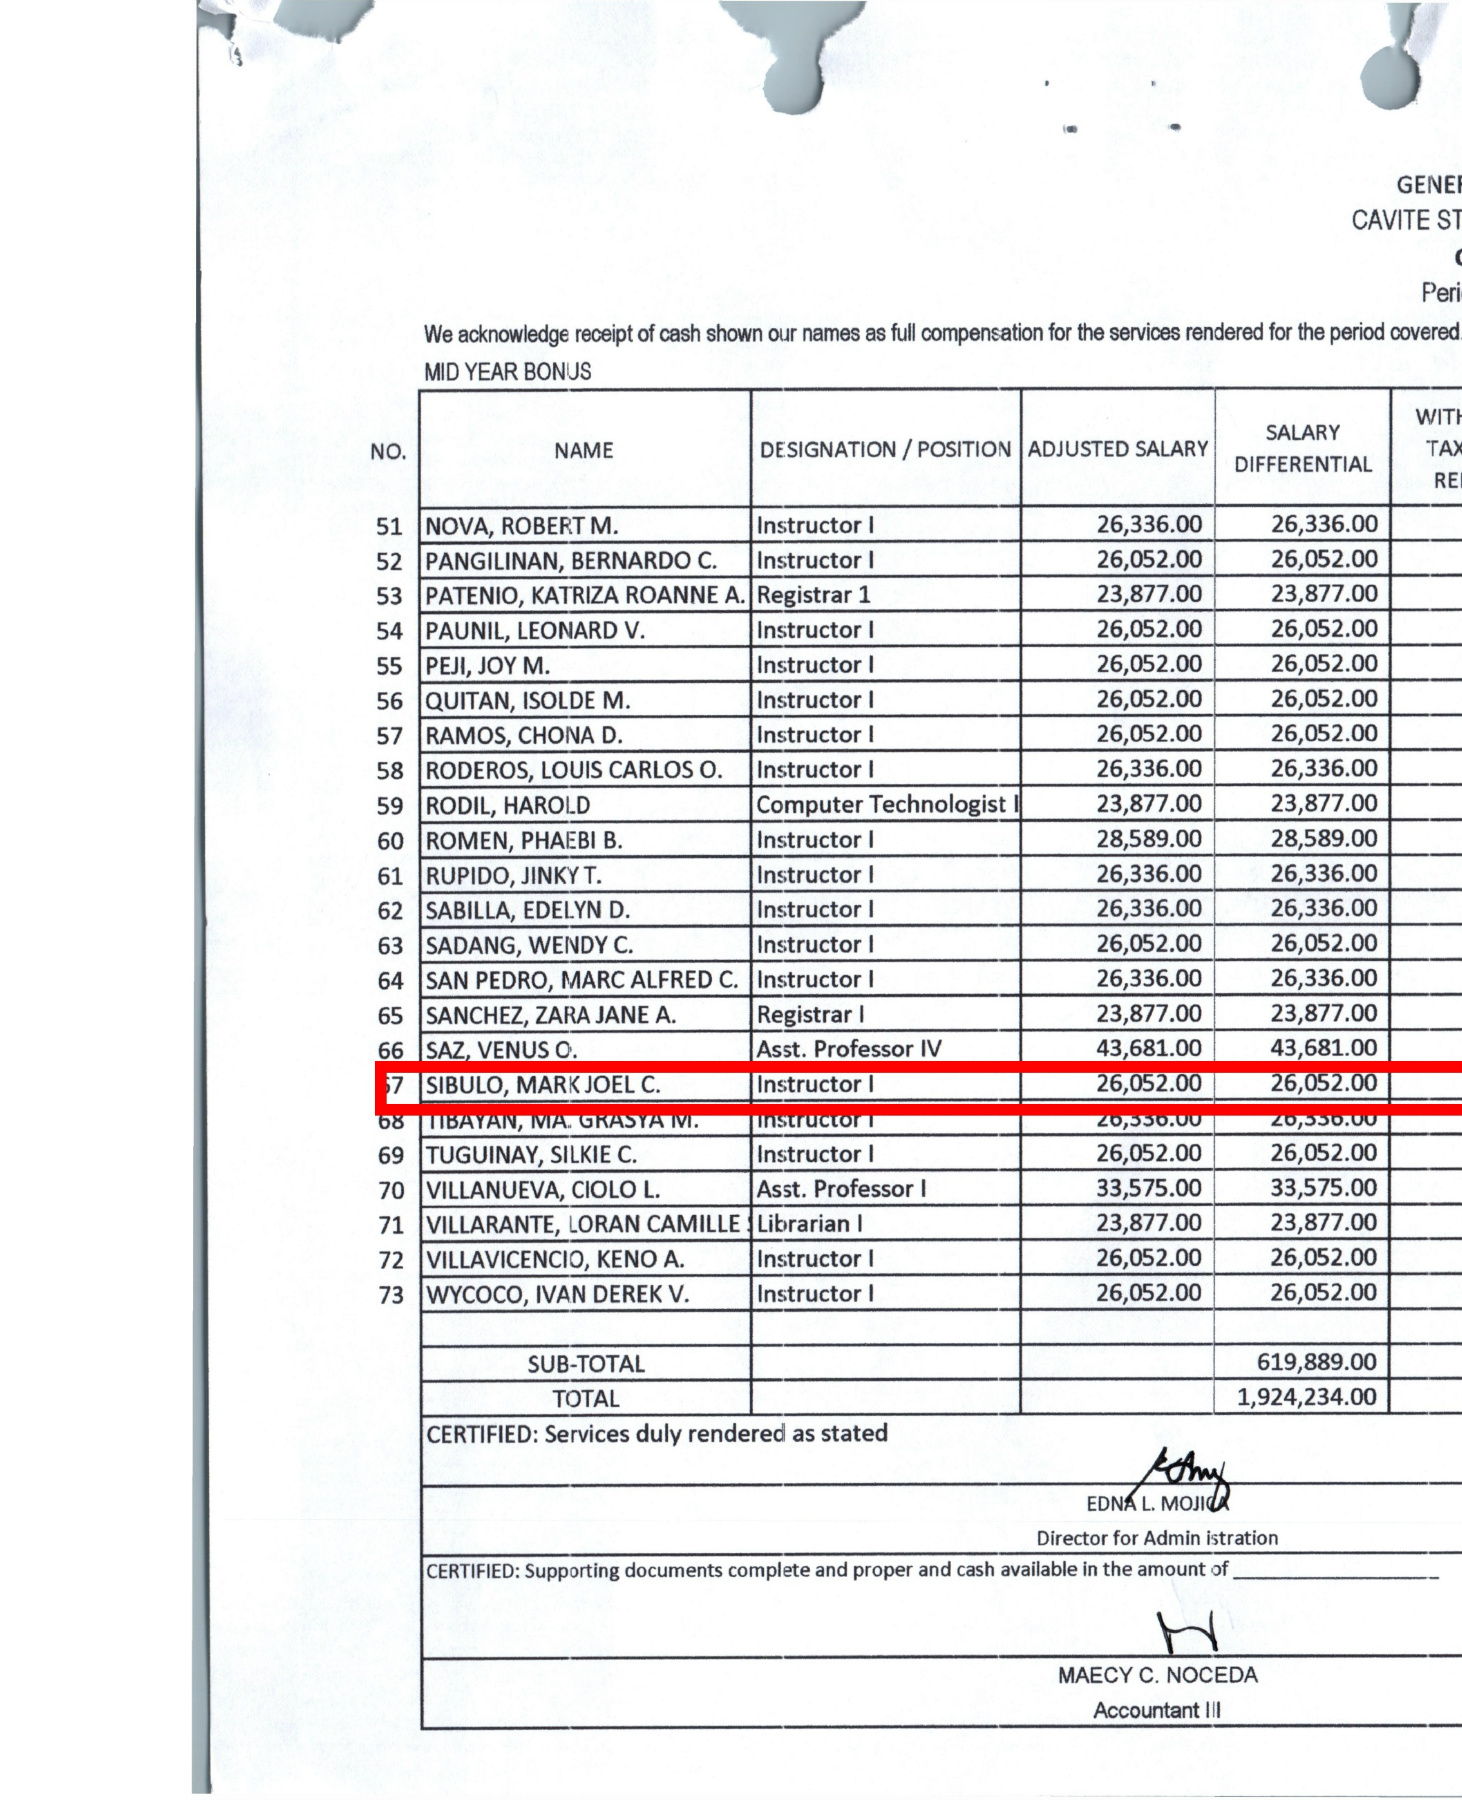 GENER
CAVITE ST
Peri
We acknowledge receipt of cash shown our names as full compensation for the services rendered for the period covered.
MID YEAR BONUS
NO. NAME DESIGNATION / POSITION ADJUSTED SALARY SALARY DIFFERENTIAL WITH TAX REI
51 NOVA, ROBERT M. Instructor I 26,336.00 26,336.00
52 PANGILINAN, BERNARDO C. Instructor I 26,052.00 26,052.00
53 PATENIO, KATRIZA ROANNE A. Registrar 1 23,877.00 23,877.00
54 PAUNIL, LEONARD V. Instructor I 26,052.00 26,052.00
55 PEJI, JOY M. Instructor I 26,052.00 26,052.00
56 QUITAN, ISOLDE M. Instructor I 26,052.00 26,052.00
57 RAMOS, CHONA D. Instructor I 26,052.00 26,052.00
58 RODEROS, LOUIS CARLOS O. Instructor I 26,336.00 26,336.00
59 RODIL, HAROLD Computer Technologist I 23,877.00 23,877.00
60 ROMEN, PHAEBI B. Instructor I 28,589.00 28,589.00
61 RUPIDO, JINKY T. Instructor I 26,336.00 26,336.00
62 SABILLA, EDELYN D. Instructor I 26,336.00 26,336.00
63 SADANG, WENDY C. Instructor I 26,052.00 26,052.00
64 SAN PEDRO, MARC ALFRED C. Instructor I 26,336.00 26,336.00
65 SANCHEZ, ZARA JANE A. Registrar I 23,877.00 23,877.00
66 SAZ, VENUS O. Asst. Professor IV 43,681.00 43,681.00
67 SIBULO, MARK JOEL C. Instructor I 26,052.00 26,052.00
68 TIBAYAN, MA. GRASYA M. Instructor I 26,336.00 26,336.00
69 TUGUINAY, SILKIE C. Instructor I 26,052.00 26,052.00
70 VILLANUEVA, CIOLO L. Asst. Professor I 33,575.00 33,575.00
71 VILLARANTE, LORAN CAMILLE Librarian I 23,877.00 23,877.00
72 VILLAVICENCIO, KENO A. Instructor I 26,052.00 26,052.00
73 WYCOCO, IVAN DEREK V. Instructor I 26,052.00 26,052.00
SUB-TOTAL 619,889.00
TOTAL 1,924,234.00
CERTIFIED: Services duly rendered as stated
EDNA L. MOJICA
Director for Admin istration
CERTIFIED: Supporting documents complete and proper and cash available in the amount of
MAECY C. NOCEDA
Accountant III